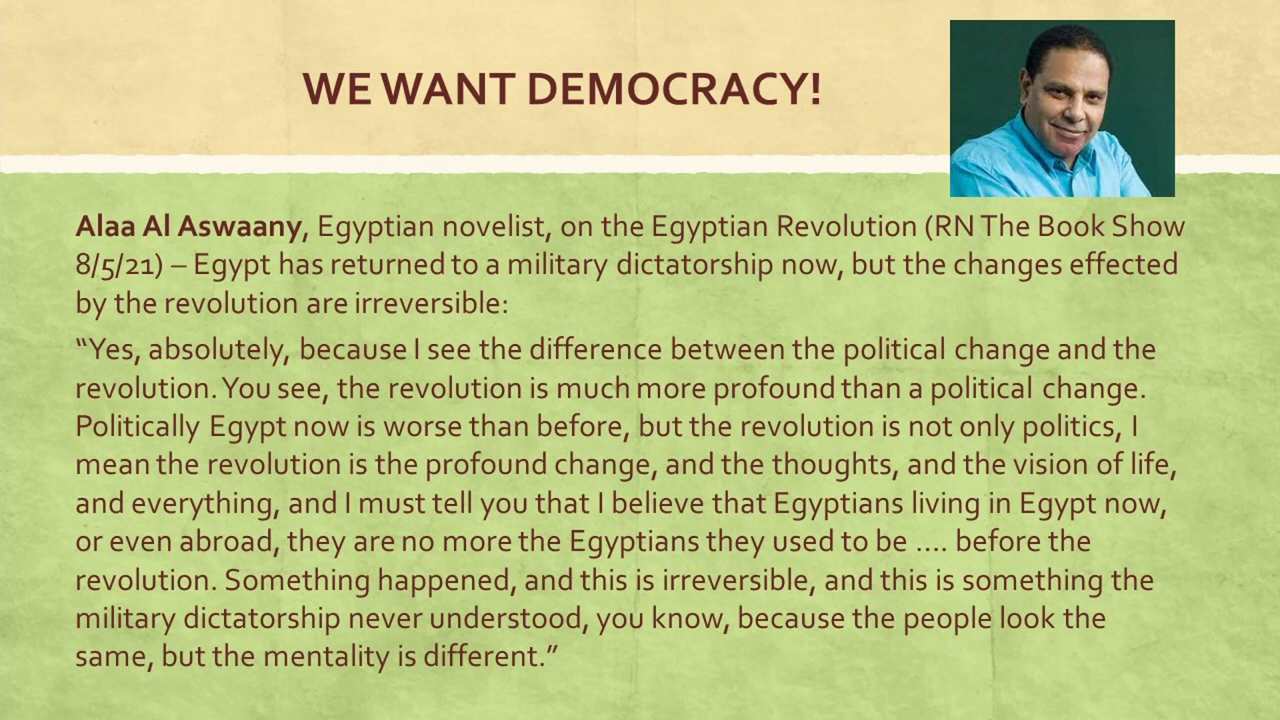 WE WANT DEMOCRACY!
Alaa Al Aswaany, Egyptian novelist, on the Egyptian Revolution (RN The Book Show
8/5/21) – Egypt has returned to a military dictatorship now, but the changes effected
by the revolution are irreversible:
“Yes, absolutely, because I see the difference between the political change and the
revolution. You see, the revolution is much more profound than a political change.
Politically Egypt now is worse than before, but the revolution is not only politics, I
mean the revolution is the profound change, and the thoughts, and the vision of life,
and everything, and I must tell you that I believe that Egyptians living in Egypt now,
or even abroad, they are no more the Egyptians they used to be .... before the
revolution. Something happened, and this is irreversible, and this is something the
military dictatorship never understood, you know, because the people look the
same, but the mentality is different.”